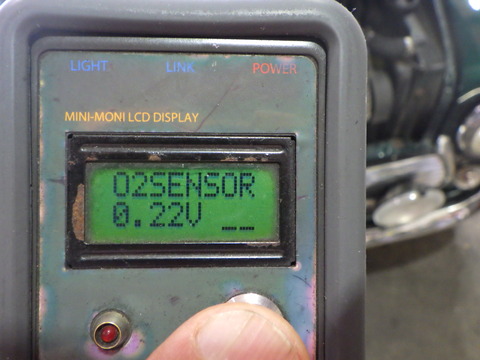 LIGHT LINK POWER
MINI-MONI LCD DISPLAY
O2SENSOR
0.22V __